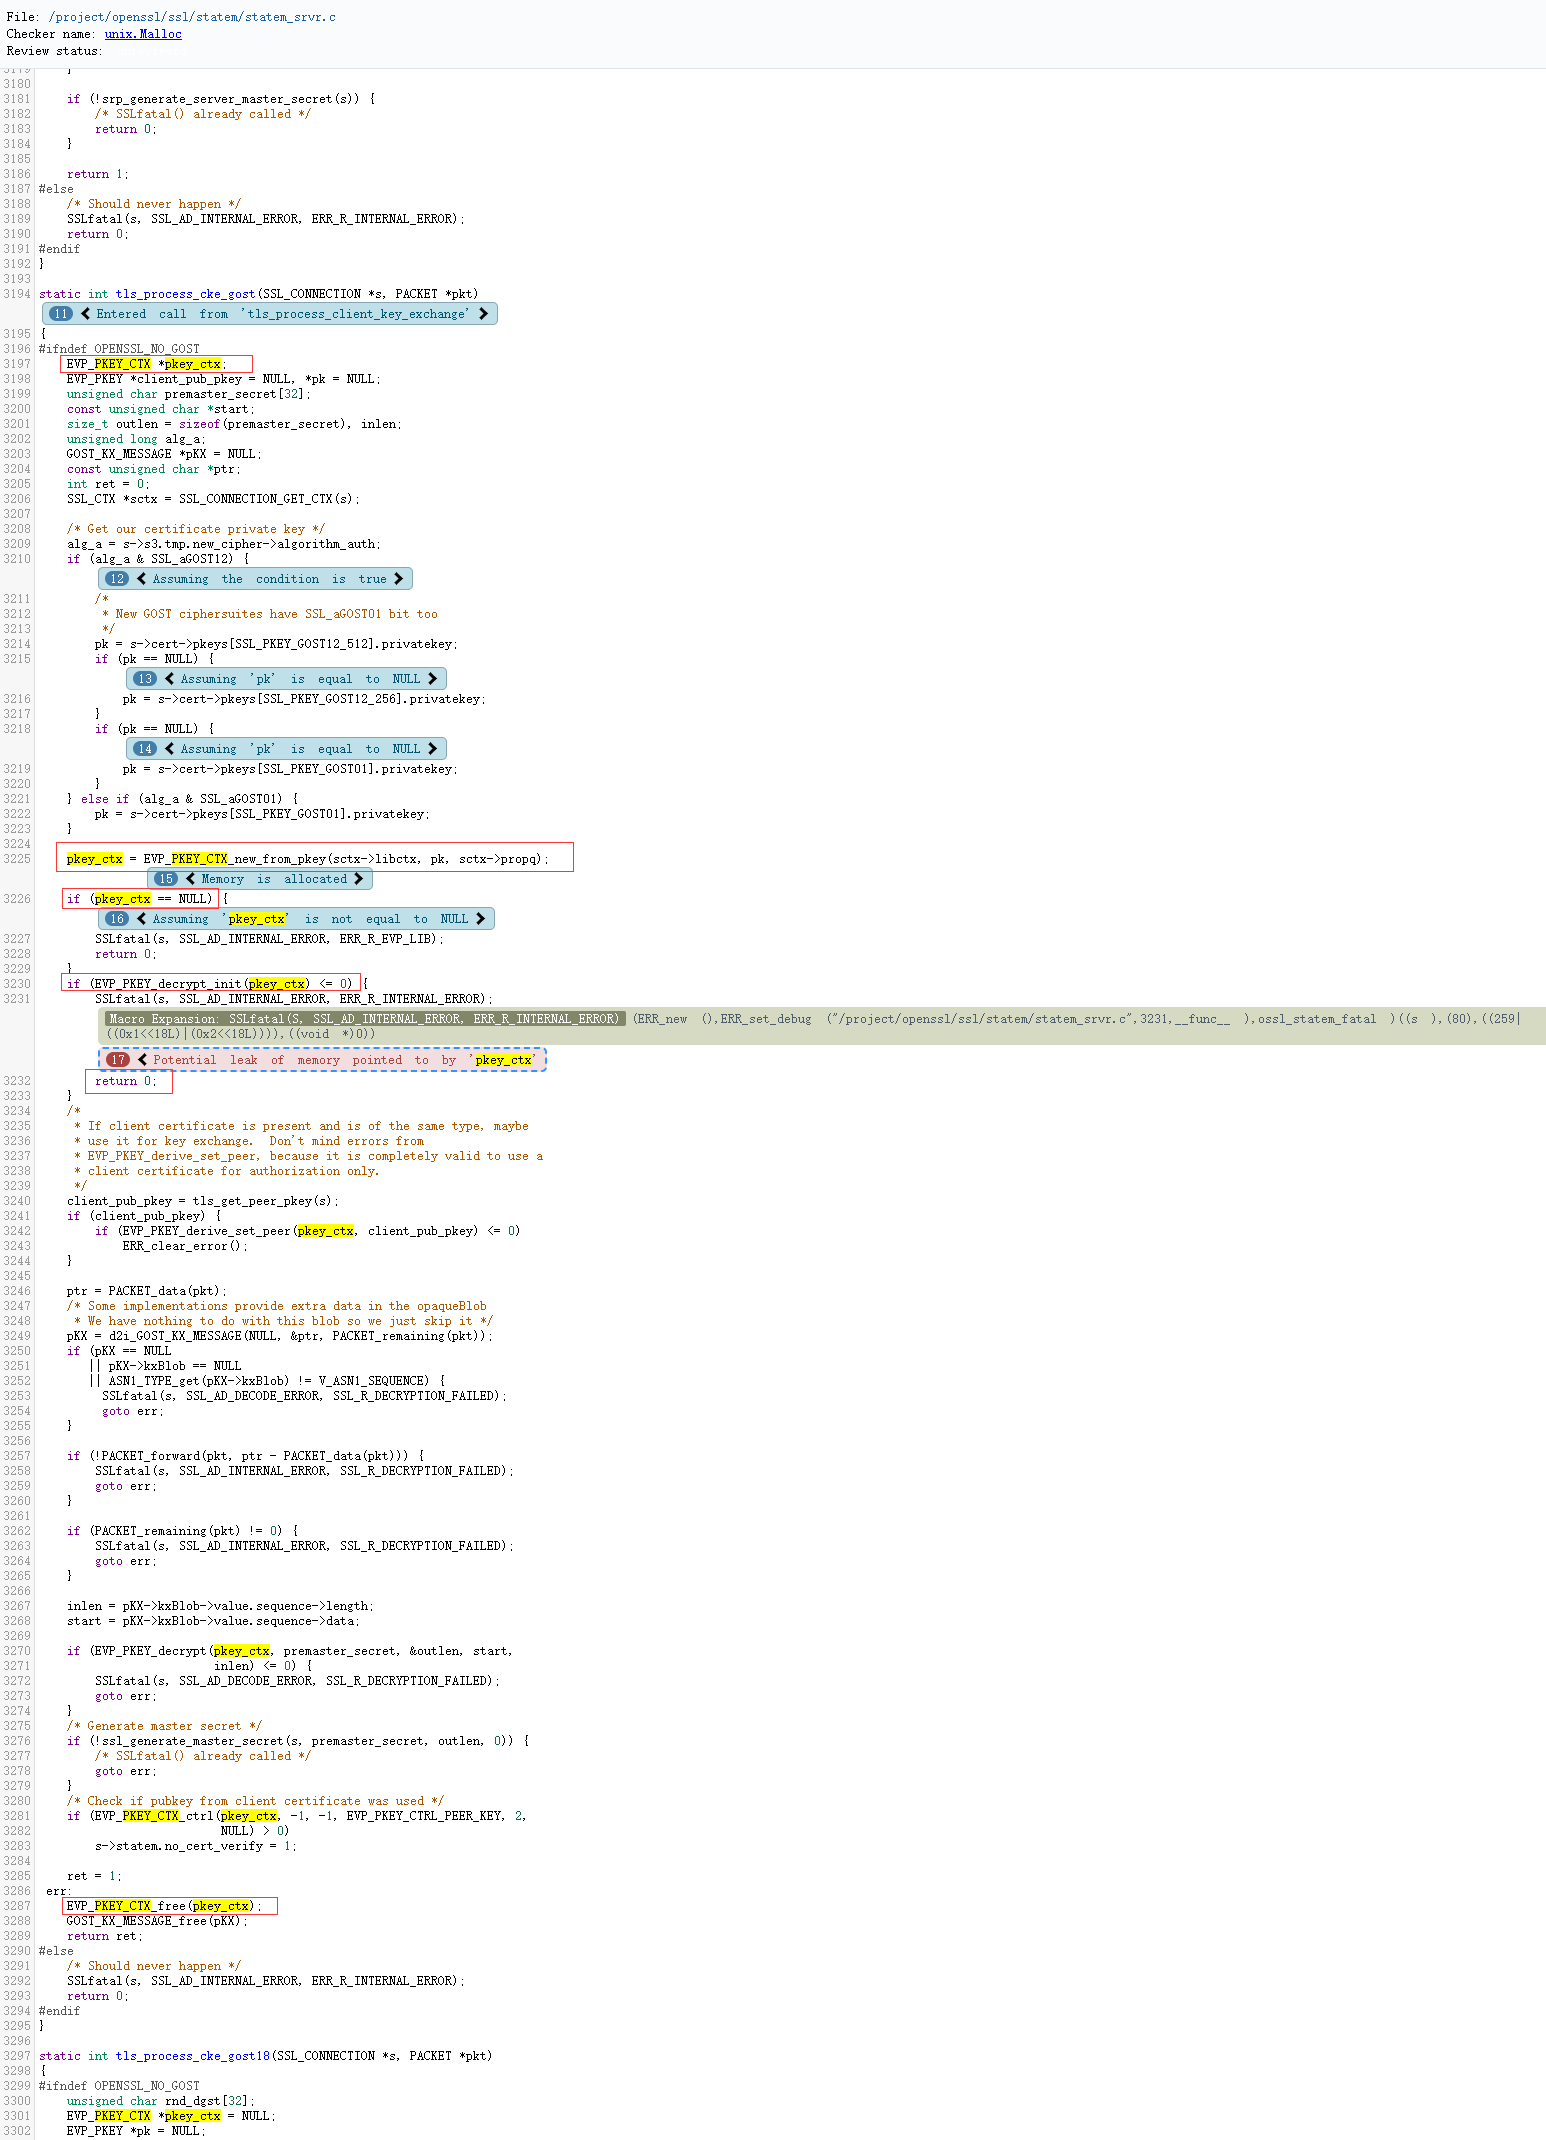 File: /project/openssl/ssl/statem/statem_srvr.c
Checker name: unix.Malloc
Review status:
3179     }
3180
3181     if (!srp_generate_server_master_secret(s)) {
3182         /* SSLfatal() already called */
3183         return 0;
3184     }
3185
3186     return 1;
3187 #else
3188     /* Should never happen */
3189     SSLfatal(s, SSL_AD_INTERNAL_ERROR, ERR_R_INTERNAL_ERROR);
3190     return 0;
3191 #endif
3192 }
3193
3194 static int tls_process_cke_gost(SSL_CONNECTION *s, PACKET *pkt)
11 Entered call from 'tls_process_client_key_exchange'
3195 {
3196 #ifndef OPENSSL_NO_GOST
3197     EVP_PKEY_CTX *pkey_ctx;
3198     EVP_PKEY *client_pub_pkey = NULL, *pk = NULL;
3199     unsigned char premaster_secret[32];
3200     const unsigned char *start;
3201     size_t outlen = sizeof(premaster_secret), inlen;
3202     unsigned long alg_a;
3203     GOST_KX_MESSAGE *pKX = NULL;
3204     const unsigned char *ptr;
3205     int ret = 0;
3206     SSL_CTX *sctx = SSL_CONNECTION_GET_CTX(s);
3207
3208     /* Get our certificate private key */
3209     alg_a = s->s3.tmp.new_cipher->algorithm_auth;
3210     if (alg_a & SSL_aGOST12) {
12 Assuming the condition is true
3211         /*
3212          * New GOST ciphersuites have SSL_aGOST01 bit too
3213          */
3214         pk = s->cert->pkeys[SSL_PKEY_GOST12_512].privatekey;
3215         if (pk == NULL) {
13 Assuming 'pk' is equal to NULL
3216             pk = s->cert->pkeys[SSL_PKEY_GOST12_256].privatekey;
3217         }
3218         if (pk == NULL) {
14 Assuming 'pk' is equal to NULL
3219             pk = s->cert->pkeys[SSL_PKEY_GOST01].privatekey;
3220         }
3221     } else if (alg_a & SSL_aGOST01) {
3222         pk = s->cert->pkeys[SSL_PKEY_GOST01].privatekey;
3223     }
3224
3225     pkey_ctx = EVP_PKEY_CTX_new_from_pkey(sctx->libctx, pk, sctx->propq);
15 Memory is allocated
3226     if (pkey_ctx == NULL) {
16 Assuming 'pkey_ctx' is not equal to NULL
3227         SSLfatal(s, SSL_AD_INTERNAL_ERROR, ERR_R_EVP_LIB);
3228         return 0;
3229     }
3230     if (EVP_PKEY_decrypt_init(pkey_ctx) <= 0) {
3231         SSLfatal(s, SSL_AD_INTERNAL_ERROR, ERR_R_INTERNAL_ERROR);
Macro Expansion: SSLfatal(S, SSL_AD_INTERNAL_ERROR, ERR_R_INTERNAL_ERROR) (ERR_new (),ERR_set_debug ("/project/openssl/ssl/statem/statem_srvr.c",3231,__func__ ),ossl_statem_fatal )((s ),(80),((259|
((0x1<<18L)|(0x2<<18L)))),((void *)0))
17 Potential leak of memory pointed to by 'pkey_ctx'
3232         return 0;
3233     }
3234     /*
3235      * If client certificate is present and is of the same type, maybe
3236      * use it for key exchange.  Don't mind errors from
3237      * EVP_PKEY_derive_set_peer, because it is completely valid to use a
3238      * client certificate for authorization only.
3239      */
3240     client_pub_pkey = tls_get_peer_pkey(s);
3241     if (client_pub_pkey) {
3242         if (EVP_PKEY_derive_set_peer(pkey_ctx, client_pub_pkey) <= 0)
3243             ERR_clear_error();
3244     }
3245
3246     ptr = PACKET_data(pkt);
3247     /* Some implementations provide extra data in the opaqueBlob
3248      * We have nothing to do with this blob so we just skip it */
3249     pKX = d2i_GOST_KX_MESSAGE(NULL, &ptr, PACKET_remaining(pkt));
3250     if (pKX == NULL
3251        || pKX->kxBlob == NULL
3252        || ASN1_TYPE_get(pKX->kxBlob) != V_ASN1_SEQUENCE) {
3253          SSLfatal(s, SSL_AD_DECODE_ERROR, SSL_R_DECRYPTION_FAILED);
3254          goto err;
3255     }
3256
3257     if (!PACKET_forward(pkt, ptr - PACKET_data(pkt))) {
3258         SSLfatal(s, SSL_AD_INTERNAL_ERROR, SSL_R_DECRYPTION_FAILED);
3259         goto err;
3260     }
3261
3262     if (PACKET_remaining(pkt) != 0) {
3263         SSLfatal(s, SSL_AD_INTERNAL_ERROR, SSL_R_DECRYPTION_FAILED);
3264         goto err;
3265     }
3266
3267     inlen = pKX->kxBlob->value.sequence->length;
3268     start = pKX->kxBlob->value.sequence->data;
3269
3270     if (EVP_PKEY_decrypt(pkey_ctx, premaster_secret, &outlen, start,
3271                          inlen) <= 0) {
3272         SSLfatal(s, SSL_AD_DECODE_ERROR, SSL_R_DECRYPTION_FAILED);
3273         goto err;
3274     }
3275     /* Generate master secret */
3276     if (!ssl_generate_master_secret(s, premaster_secret, outlen, 0)) {
3277         /* SSLfatal() already called */
3278         goto err;
3279     }
3280     /* Check if pubkey from client certificate was used */
3281     if (EVP_PKEY_CTX_ctrl(pkey_ctx, -1, -1, EVP_PKEY_CTRL_PEER_KEY, 2,
3282                           NULL) > 0)
3283         s->statem.no_cert_verify = 1;
3284
3285     ret = 1;
3286  err:
3287     EVP_PKEY_CTX_free(pkey_ctx);
3288     GOST_KX_MESSAGE_free(pKX);
3289     return ret;
3290 #else
3291     /* Should never happen */
3292     SSLfatal(s, SSL_AD_INTERNAL_ERROR, ERR_R_INTERNAL_ERROR);
3293     return 0;
3294 #endif
3295 }
3296
3297 static int tls_process_cke_gost18(SSL_CONNECTION *s, PACKET *pkt)
3298 {
3299 #ifndef OPENSSL_NO_GOST
3300     unsigned char rnd_dgst[32];
3301     EVP_PKEY_CTX *pkey_ctx = NULL;
3302     EVP_PKEY *pk = NULL;